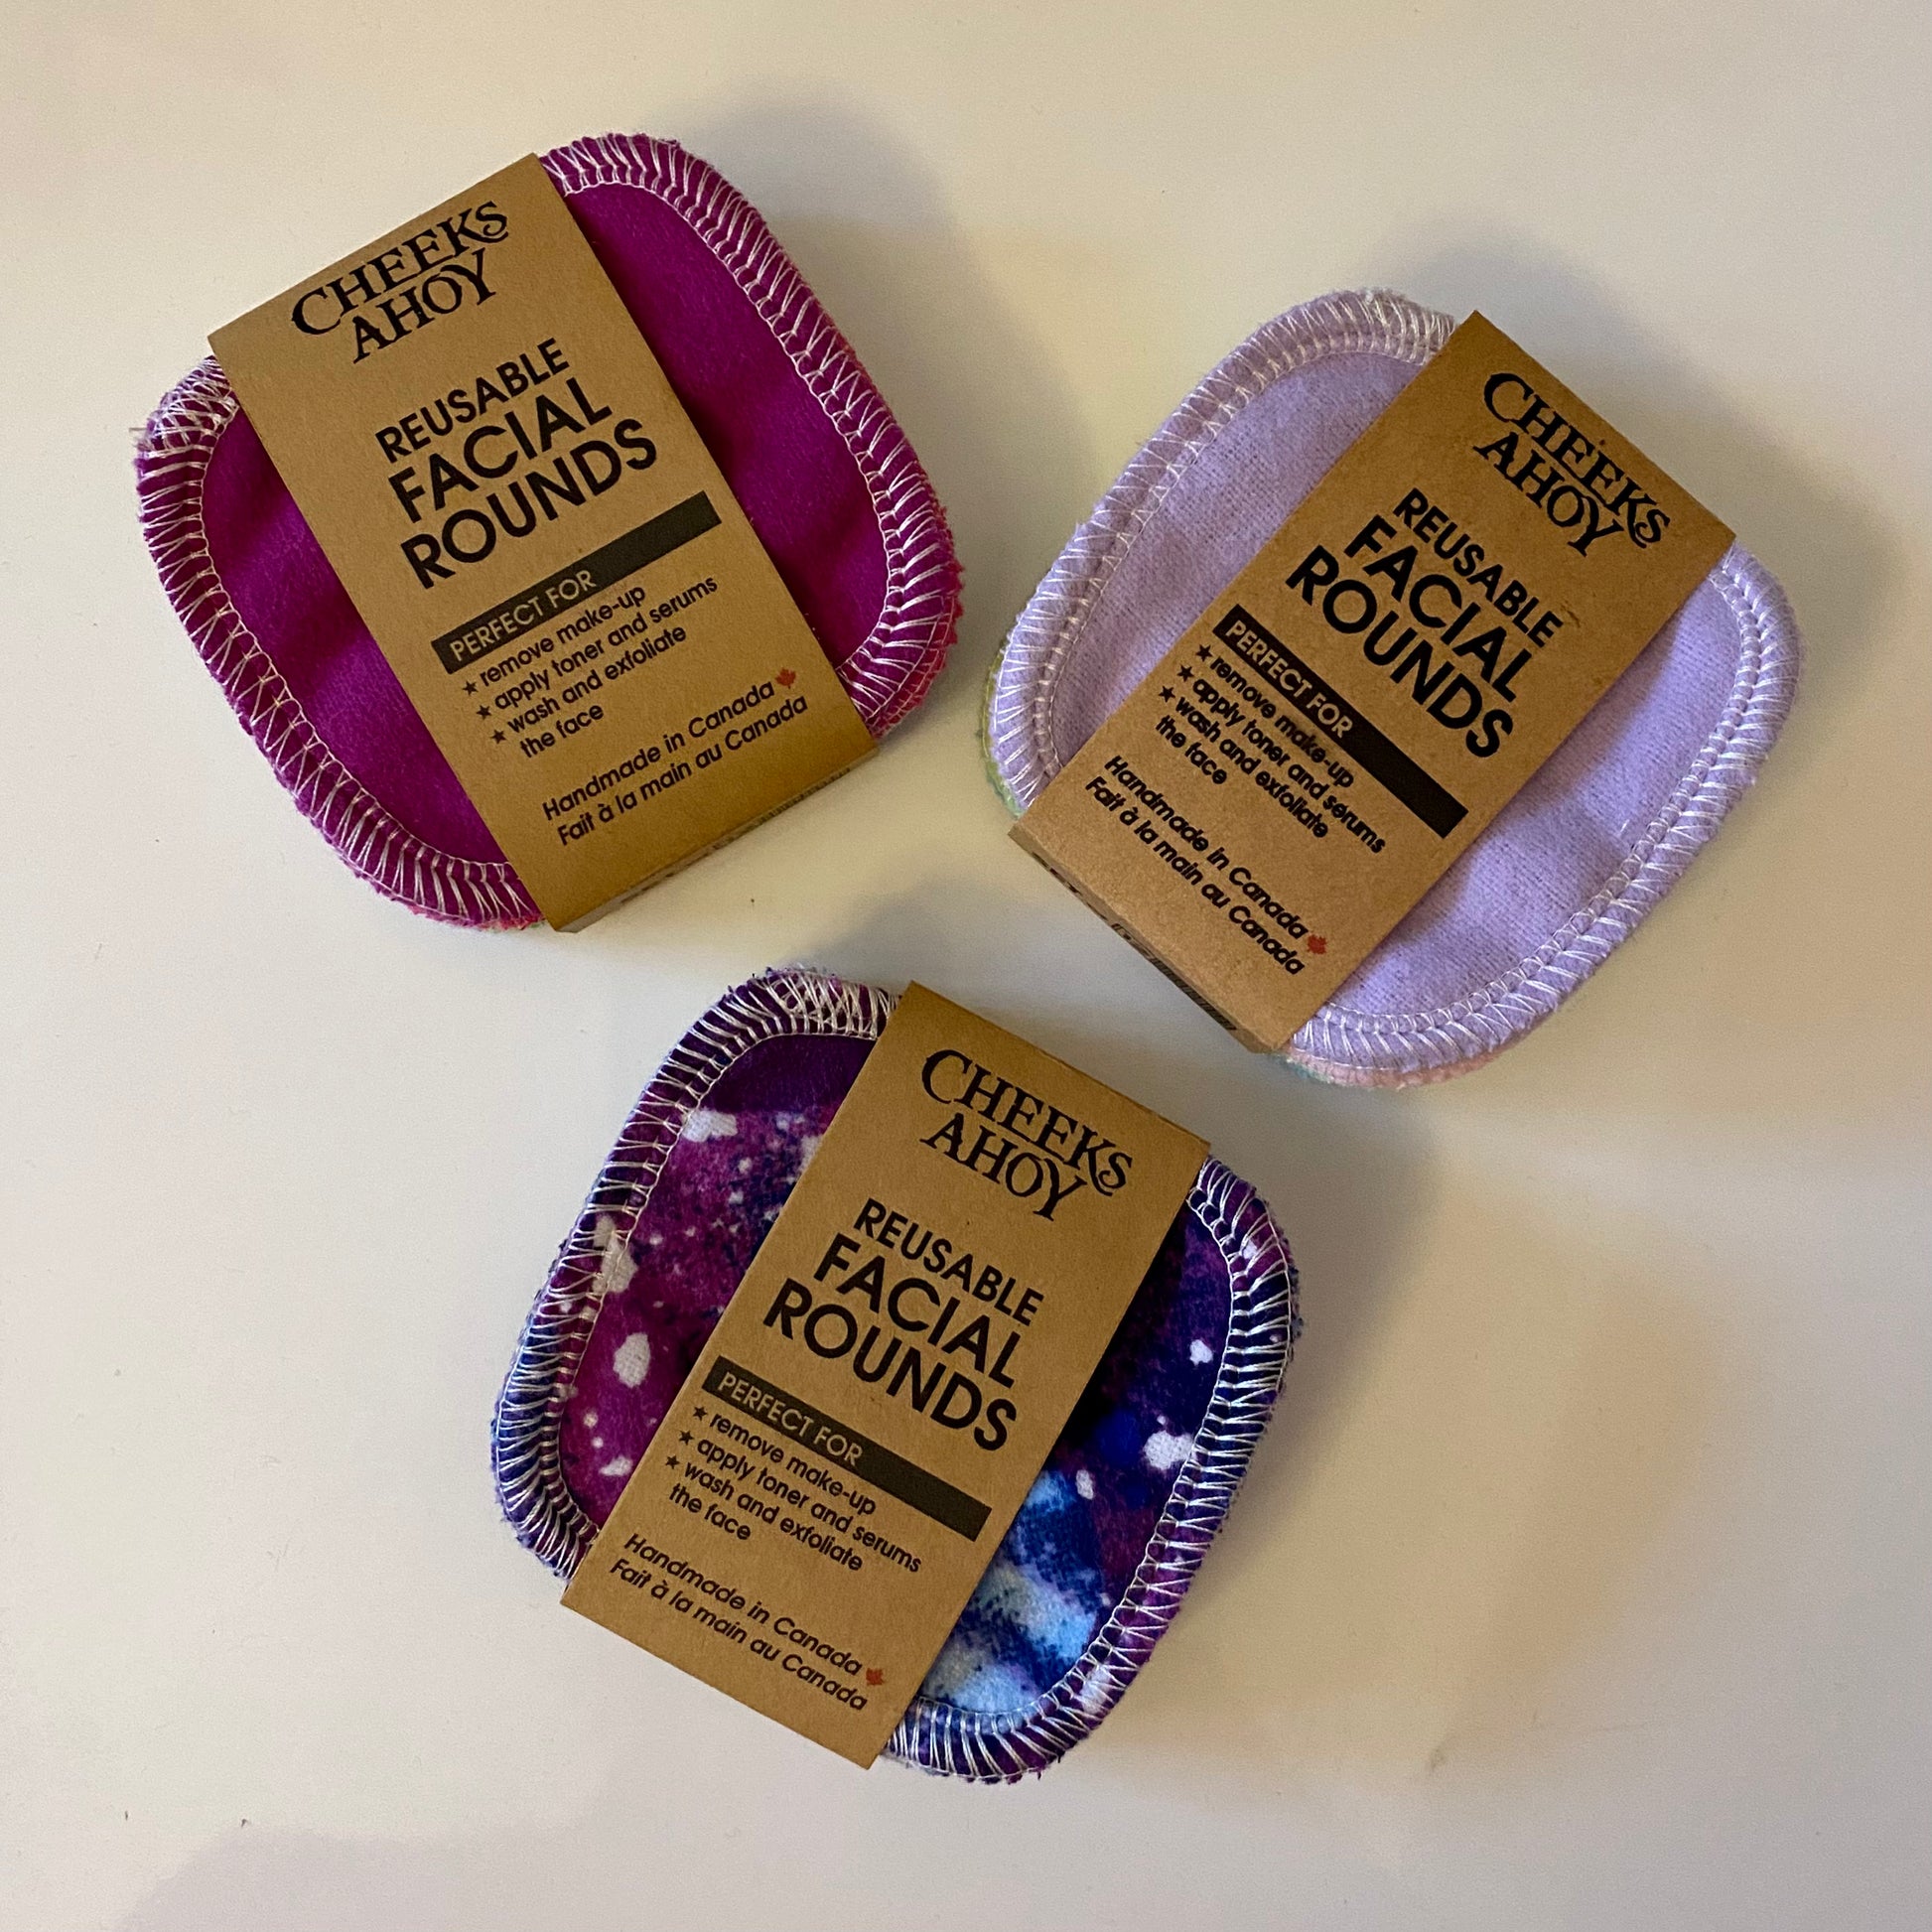 CHEEKS
AHOY
REUSABLE
FACIAL
ROUNDS
PERFECT FOR
★ remove make-up
★ apply toner and serums
★ wash and exfoliate
the face
Handmade in Canada
Fait à la main au Canada
CHEEKS
AHOY
REUSABLE
FACIAL
ROUNDS
PERFECT FOR
★ remove make-up
★ apply toner and serums
★ wash and exfoliate
the face
Handmade in Canada
Fait à la main au Canada
CHEEKS
AHOY
REUSABLE
FACIAL
ROUNDS
PERFECT FOR
★ remove make-up
★ apply toner and serums
★ wash and exfoliate
the face
Handmade in Canada
Fait à la main au Canada